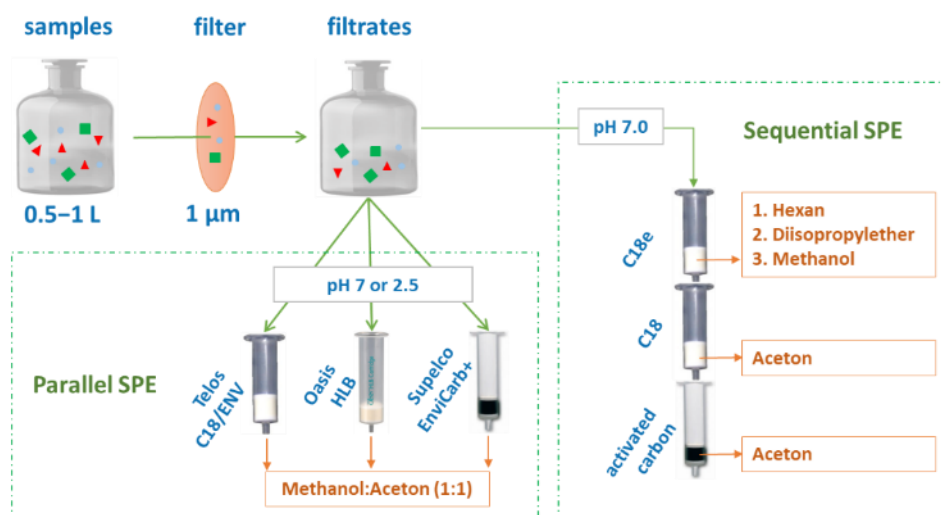 samples
filter
filtrates
0.5–1 L
1 µm
pH 7.0
Sequential SPE
C18e
1. Hexan
2. Diisopropylether
3. Methanol
C18
Aceton
activated
carbon
Aceton
pH 7 or 2.5
Parallel SPE
Telos
C18/ENV
Oasis
HLB
Supelco
EnviCarb+
Methanol:Aceton (1:1)